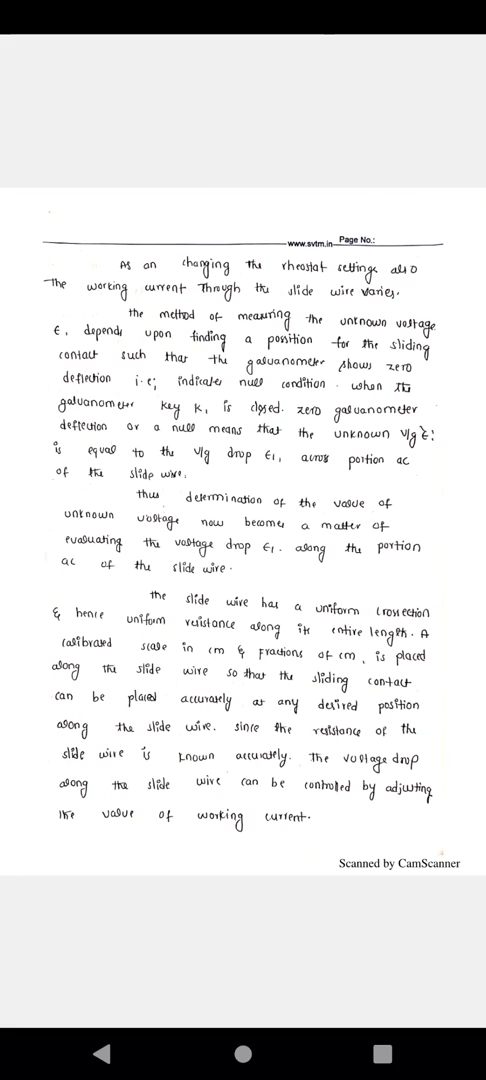 www.svtm.in Page No.:
As an changing the rheostat settings also
The working current Through the slide wire varies.
the method of measuring the unknown voltage
E, depends upon finding a position for the sliding
contact such that the galvanometer shows zero
deflection i.e; indicates null condition. when the
galvanometer key K, is closed. zero galvanometer
deflection or a null means that the unknown v/g E:
is equal to the v/g drop E1, across portion ac
of the slide wire.
thus determination of the value of
unknown voltage now becomes a matter of
evaluating the voltage drop E1. along the portion
ac of the slide wire.
the slide wire has a uniform crossection
& hence uniform resistance along its entire length. A
calibrated scale in cm & fractions of cm, is placed
along the slide wire so that the sliding contact
can be placed accurately at any desired position
along the slide wire. since the resistance of the
slide wire is known accurately. The voltage drop
along the slide wire can be controlled by adjusting
the value of working current.
Scanned by CamScanner